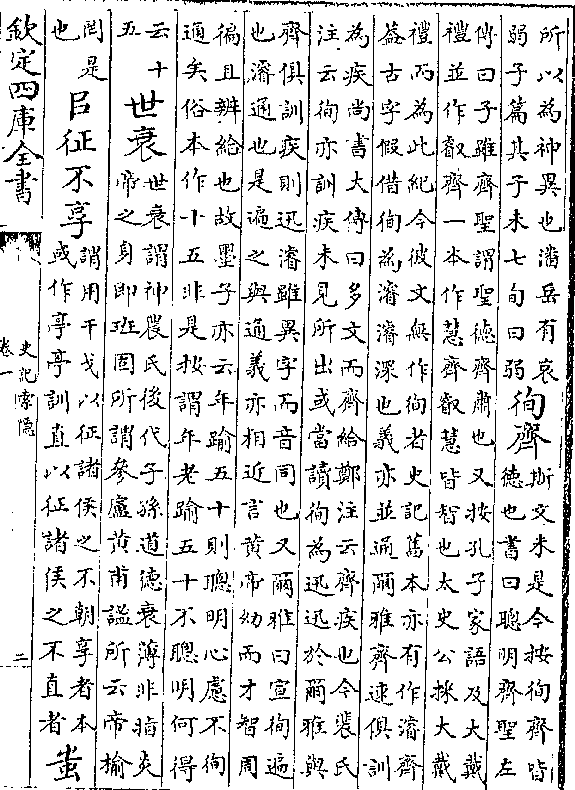 所以為神異也潘岳有哀
弱子篇其子未七旬曰弱
徇齊
斯文未是今按徇齊皆
德也書曰聰明齊聖左
傳曰子雖齊聖謂聖德齊肅也又按孔子家語及大戴
禮並作叡齊一本作慧齊叡慧皆智也太史公採大戴
禮而為此紀今彼文無作徇者史記舊本亦有作濬齊
葢古字假借徇為濬濬深也義亦並通爾雅齊速俱訓
為疾尚書大傳曰多文而齊給鄭注云齊疾也今裴氏
注云徇亦訓疾未見所出或當讀徇為迅迅於爾雅與
齊俱訓疾則迅濬雖異字而音同也又爾雅曰宣徇遍
也濬通也是遍之與通義亦相近言黄帝幼而才智周
徧且辨給也故墨子亦云年踰五十則聰明心慮不徇
通矣俗本作十五非是按謂年老踰五十不聰明何得
云十
五
世衰
世衰謂神農氏後代子孫道德衰薄非指炎
帝之身即班固所謂參盧黄甫謐所云帝榆
罔是
也
㠯征不享
謂用干戈以征諸侯之不朝享者本
或作亭亭訓直以征諸侯之不直者
蚩
欽定四庫全書
史記索隱
卷一
二